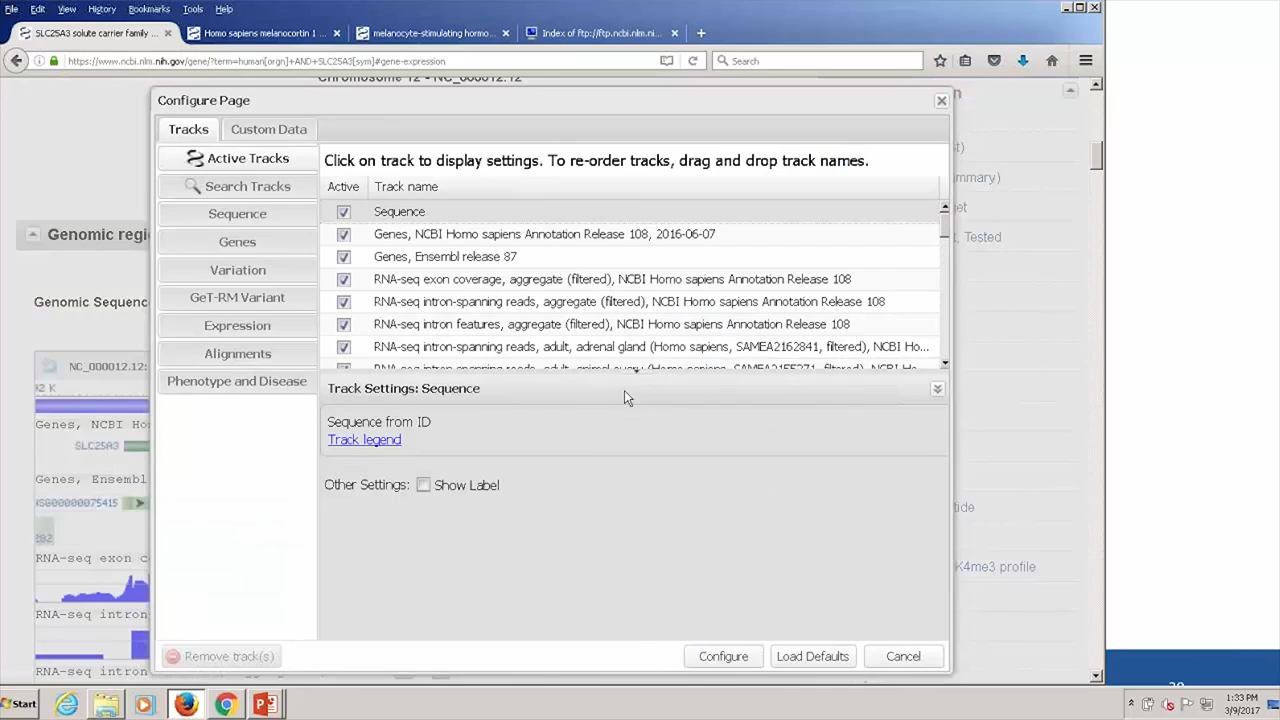 File Edit View History Bookmarks Tools Help
SLC25A3 solute carrier family ... × Homo sapiens melanocortin 1 ... × melanocyte-stimulating hormo... × Index of ftp://ftp.ncbi.nlm.ni... × +
https://www.ncbi.nlm.nih.gov/gene/?term=human[orgn]+AND+SLC25A3[sym]#gene-expression Search
Chromosome 12 - NC_000012.12
Configure Page
Tracks Custom Data
Active Tracks
Search Tracks
Sequence
Genes
Variation
GeT-RM Variant
Expression
Alignments
Phenotype and Disease
Click on track to display settings. To re-order tracks, drag and drop track names.
Active Track name
Sequence
Genes, NCBI Homo sapiens Annotation Release 108, 2016-06-07
Genes, Ensembl release 87
RNA-seq exon coverage, aggregate (filtered), NCBI Homo sapiens Annotation Release 108
RNA-seq intron-spanning reads, aggregate (filtered), NCBI Homo sapiens Annotation Release 108
RNA-seq intron features, aggregate (filtered), NCBI Homo sapiens Annotation Release 108
RNA-seq intron-spanning reads, adult, adrenal gland (Homo sapiens, SAMEA2162841, filtered), NCBI Ho...
Track Settings: Sequence
Sequence from ID
Track legend
Other Settings: Show Label
Remove track(s)
Configure Load Defaults Cancel
Genomic regi
Genomic Sequenc
NC_000012.12:
Genes, NCBI Ho
SLC25A3
Genes, Ensembl
RNA-seq exon c
RNA-seq intron
RNA-seq intron
ummary)
get
t, Tested
tide
K4me3 profile
Start
1:33 PM
3/9/2017